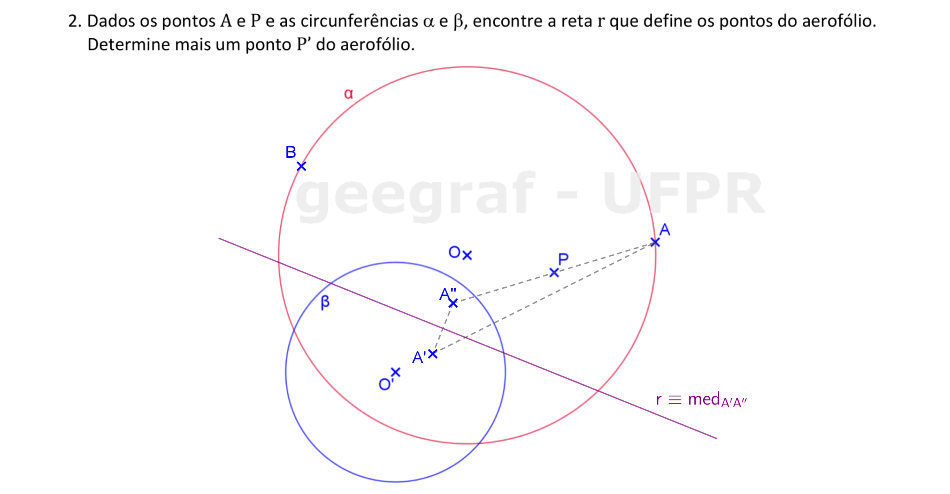 2. Dados os pontos A e P e as circunferências α e β, encontre a reta r que define os pontos do aerofólio.
Determine mais um ponto P' do aerofólio.
α
B
geegraf - UFPR
A
O
P
A"
β
A'
O'
r ≡ med_A'A"